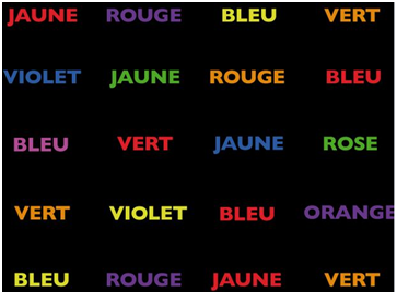 JAUNE ROUGE BLEU VERT
VIOLET JAUNE ROUGE BLEU
BLEU VERT JAUNE ROSE
VERT VIOLET BLEU ORANGE
BLEU ROUGE JAUNE VERT